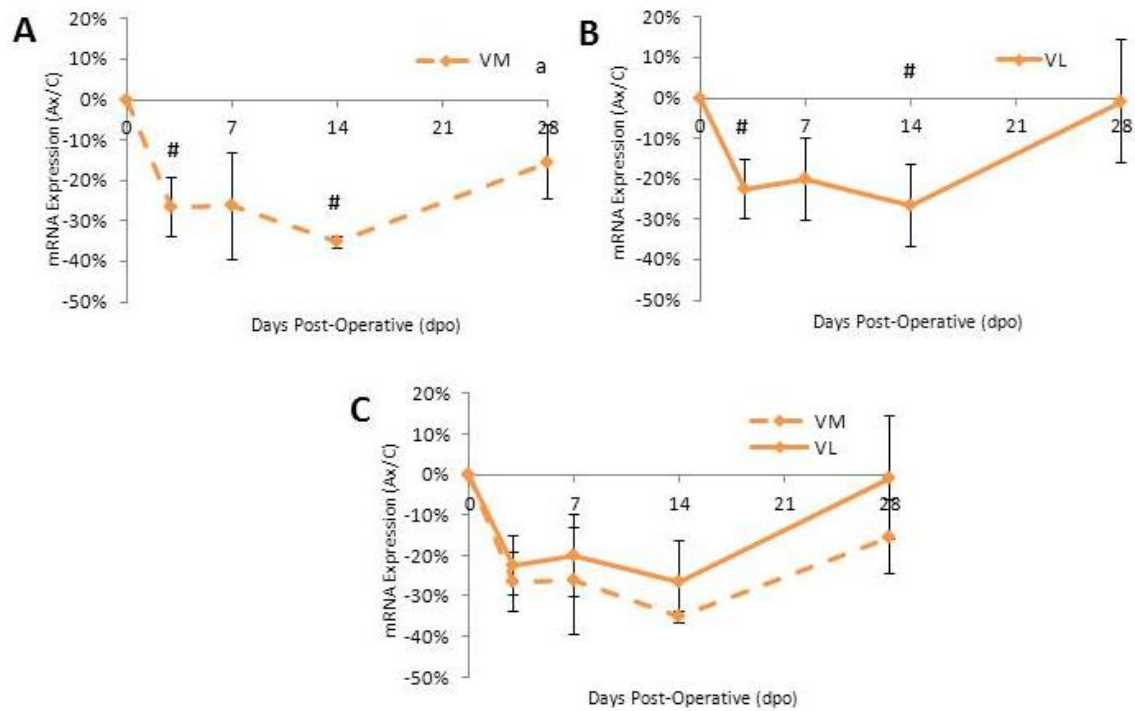 A
mRNA Expression (Ax/C)
20%
10%
0%
-10%
-20%
-30%
-40%
-50%
VM
a
0 7 14 21 28
#
#
Days Post-Operative (dpo)
B
mRNA Expression (Ax/C)
20%
10%
0%
-10%
-20%
-30%
-40%
-50%
VL
#
0 7 14 21 28
#
Days Post-Operative (dpo)
C
mRNA Expression (Ax/C)
20%
10%
0%
-10%
-20%
-30%
-40%
-50%
VM
VL
0 7 14 21 28
Days Post-Operative (dpo)